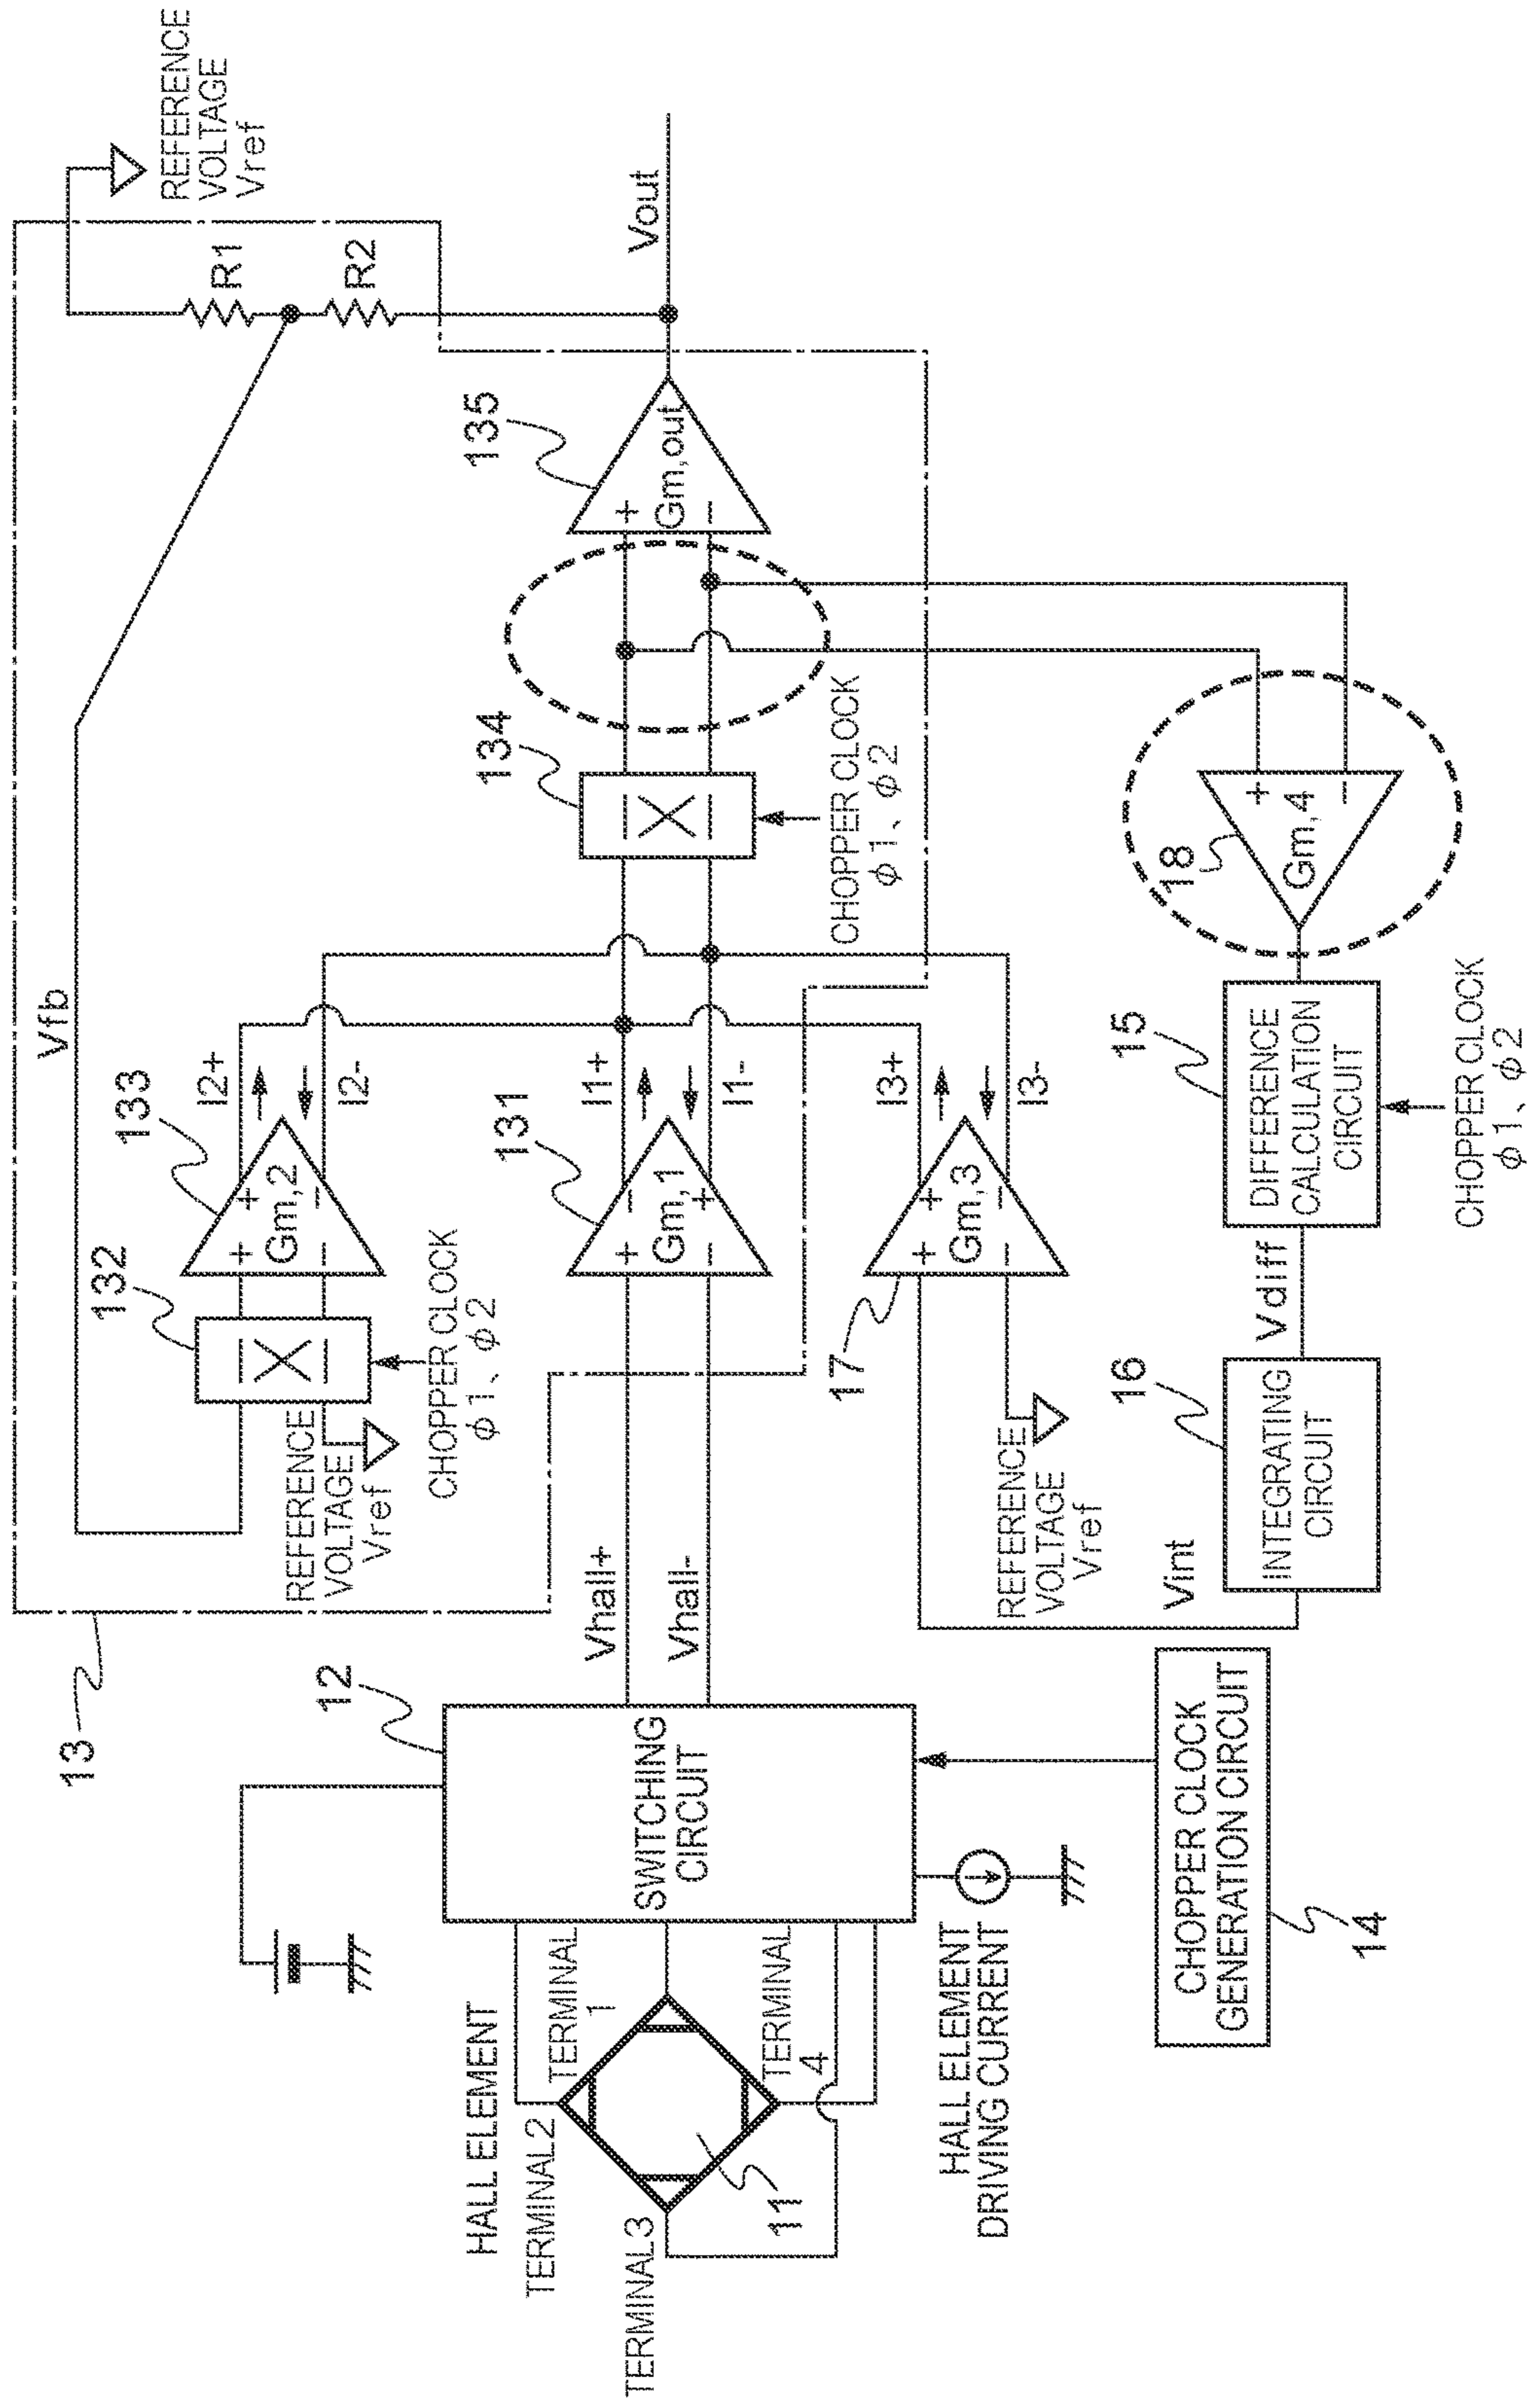 13
Vfb
REFERENCE
VOLTAGE
Vref
R1
R2
132
133
I2+
I2-
+
-
Gm,2
+
-
REFERENCE
VOLTAGE
Vref
CHOPPER CLOCK
φ1、φ2
12
SWITCHING
CIRCUIT
Vhall+
Vhall-
131
I1+
I1-
+
-
Gm,1
-
+
134
CHOPPER CLOCK
φ1、φ2
135
+
-
Gm,out
Vout
HALL ELEMENT
TERMINAL
1
TERMINAL2
TERMINAL3
TERMINAL
4
11
HALL ELEMENT
DRIVING CURRENT
17
I3+
I3-
+
-
Gm,3
+
-
REFERENCE
VOLTAGE
Vref
CHOPPER CLOCK
GENERATION CIRCUIT
14
Vint
16
INTEGRATING
CIRCUIT
Vdiff
15
DIFFERENCE
CALCULATION
CIRCUIT
CHOPPER CLOCK
φ1、φ2
18
Gm,4
+
-